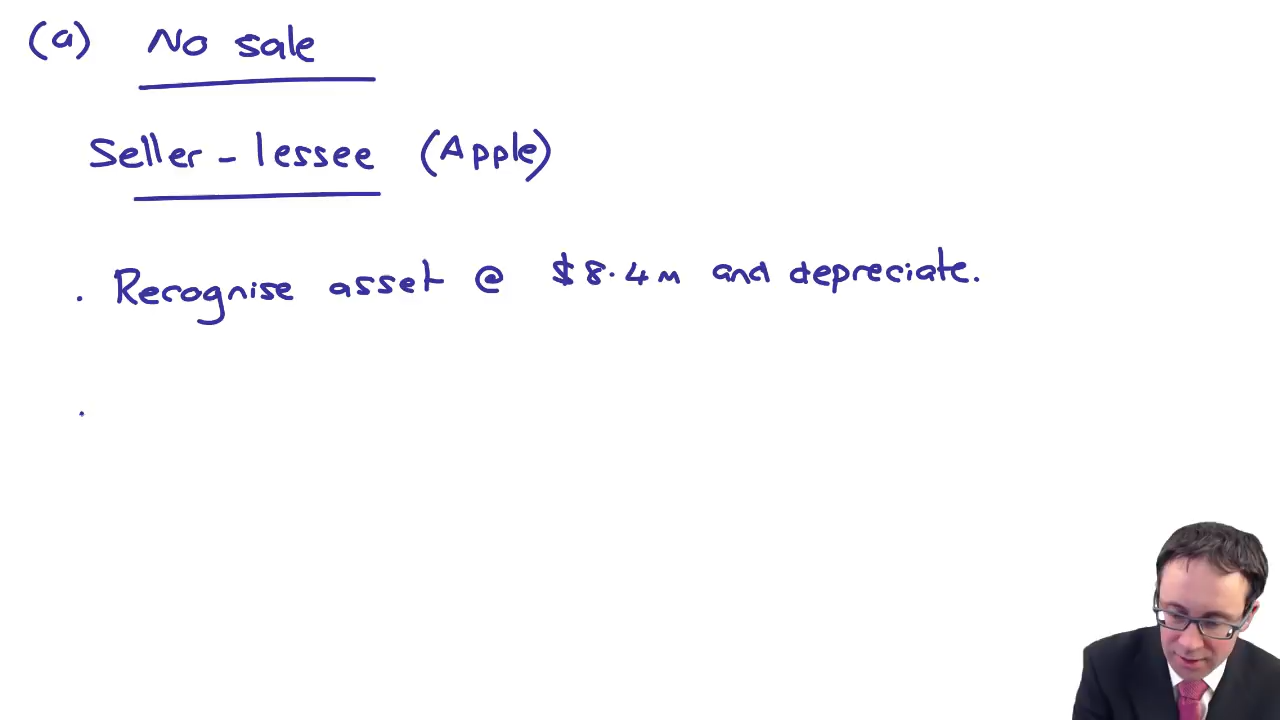 (a) No sale
Seller - lessee (Apple)
. Recognise asset @ $8.4m and depreciate.
.